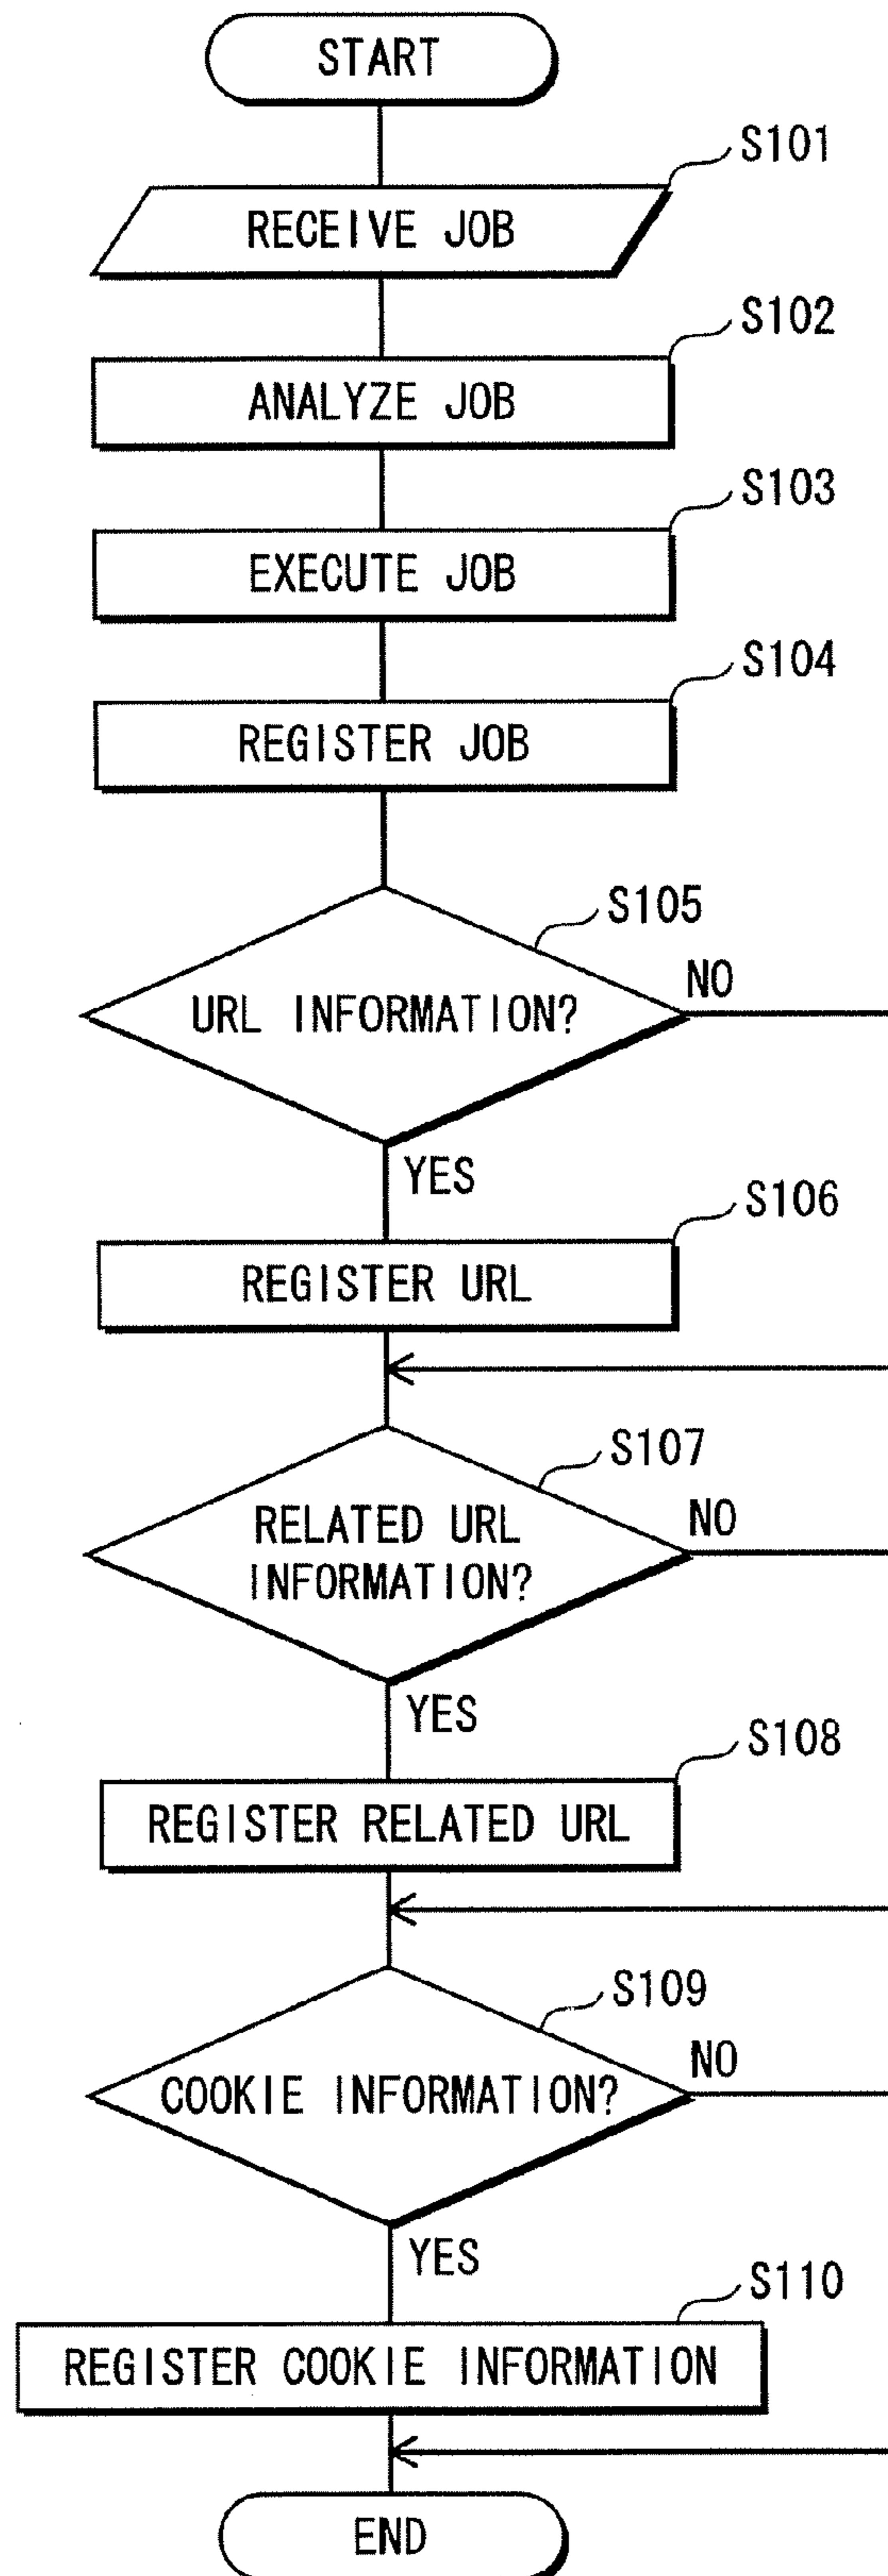 START
S101
RECEIVE JOB
S102
ANALYZE JOB
S103
EXECUTE JOB
S104
REGISTER JOB
S105
URL INFORMATION?
NO
YES
S106
REGISTER URL
S107
RELATED URL
INFORMATION?
NO
YES
S108
REGISTER RELATED URL
S109
COOKIE INFORMATION?
NO
YES
S110
REGISTER COOKIE INFORMATION
END